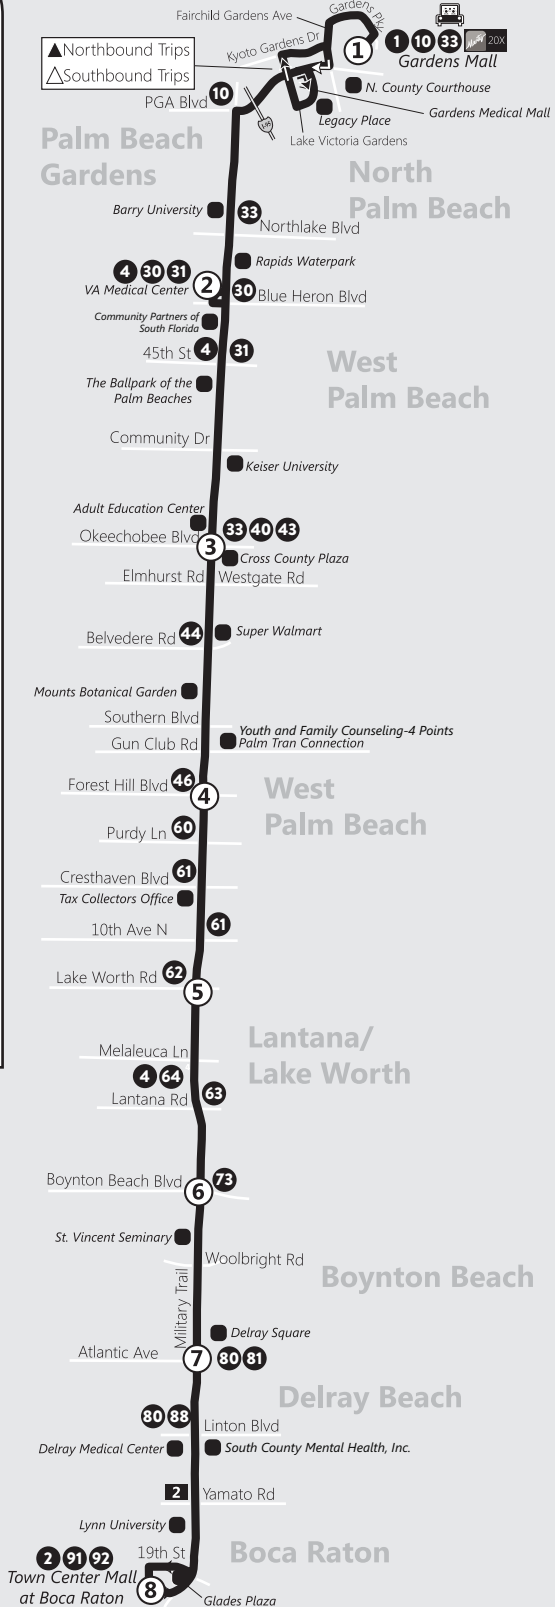 Fairchild Gardens Ave
Gardens Pkwy
▲Northbound Trips
△Southbound Trips
Kyoto Gardens Dr
1
1 10 33 20X
Gardens Mall
N. County Courthouse
PGA Blvd 10
I-95
Gardens Medical Mall
Legacy Place
Lake Victoria Gardens
Palm Beach
Gardens
North
Palm Beach
Barry University
33
Northlake Blvd
Rapids Waterpark
4 30 31
VA Medical Center
2
30 Blue Heron Blvd
Community Partners of
South Florida
45th St 4 31
West
Palm Beach
The Ballpark of the
Palm Beaches
Community Dr
Keiser University
Adult Education Center
Okeechobee Blvd
3
33 40 43
Cross County Plaza
Elmhurst Rd Westgate Rd
Belvedere Rd 44
Super Walmart
Mounts Botanical Garden
Southern Blvd
Youth and Family Counseling-4 Points
Gun Club Rd
Palm Tran Connection
Forest Hill Blvd 46
4
West
Palm Beach
Purdy Ln 60
Cresthaven Blvd 61
Tax Collectors Office
10th Ave N
61
Lake Worth Rd 62
5
Lantana/
Lake Worth
Melaleuca Ln
4 64
Lantana Rd
63
Boynton Beach Blvd
6
73
St. Vincent Seminary
Woolbright Rd
Military Trail
Boynton Beach
Delray Square
Atlantic Ave
7
80 81
Delray Beach
80 88
Linton Blvd
Delray Medical Center
South County Mental Health, Inc.
2 Yamato Rd
Lynn University
19th St
Boca Raton
2 91 92
Town Center Mall
at Boca Raton
8
Glades Plaza